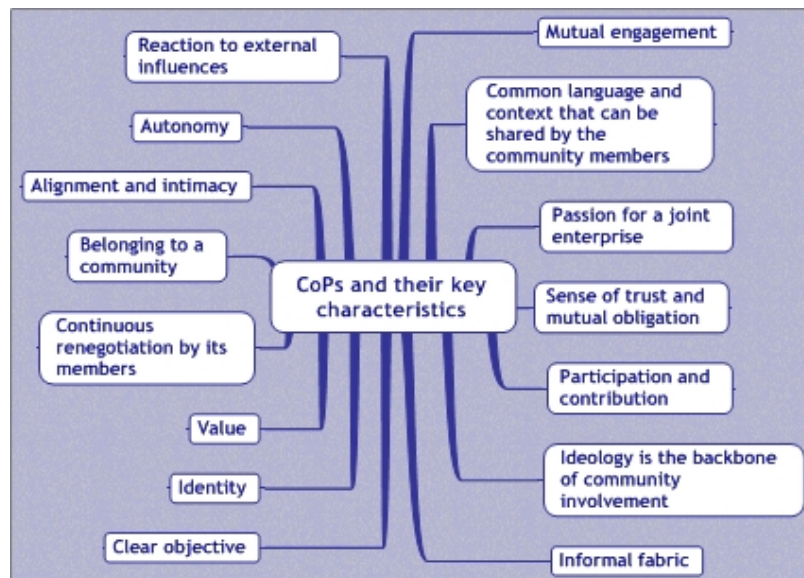 Reaction to external
influences
Autonomy
Alignment and intimacy
Belonging to a
community
Continuous
renegotiation by its
members
Value
Identity
Clear objective
CoPs and their key
characteristics
Mutual engagement
Common language and
context that can be
shared by the
community members
Passion for a joint
enterprise
Sense of trust and
mutual obligation
Participation and
contribution
Ideology is the backbone
of community
involvement
Informal fabric